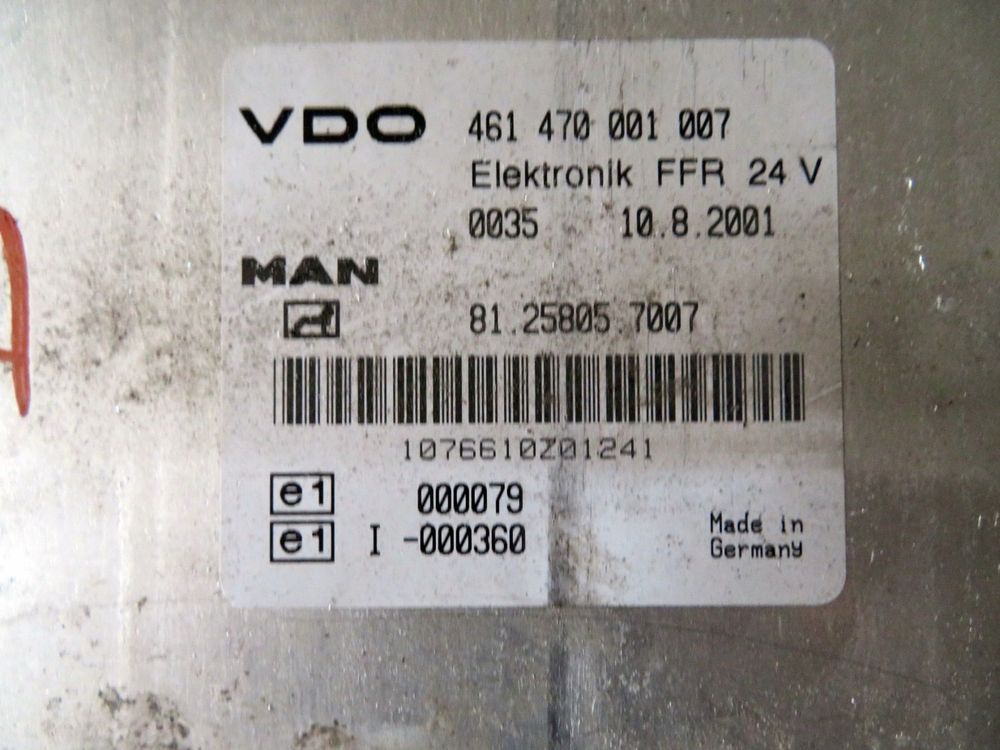 VDO 461 470 001 007
Elektronik FFR 24 V
0035 10.8.2001
MAN
81.25805.7007
1076610Z01241
e1 000079
e1 I -000360
Made in
Germany